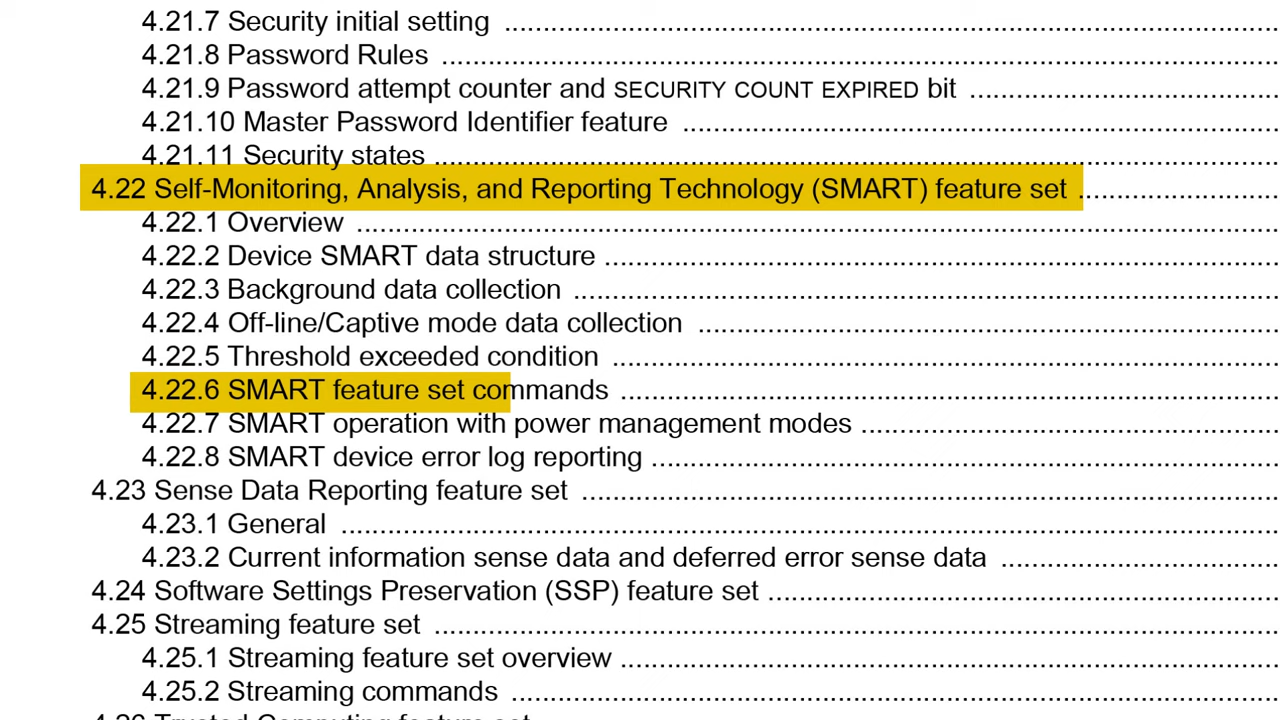 4.21.7 Security initial setting ........................................................................................................
4.21.8 Password Rules ........................................................................................................
4.21.9 Password attempt counter and SECURITY COUNT EXPIRED bit ........................................
4.21.10 Master Password Identifier feature ............................................................................
4.21.11 Security states ........................................................................................................
4.22 Self-Monitoring, Analysis, and Reporting Technology (SMART) feature set .........................
4.22.1 Overview ........................................................................................................
4.22.2 Device SMART data structure ........................................................................................
4.22.3 Background data collection ............................................................................................
4.22.4 Off-line/Captive mode data collection ............................................................................
4.22.5 Threshold exceeded condition ........................................................................................
4.22.6 SMART feature set commands ........................................................................................
4.22.7 SMART operation with power management modes ......................................................
4.22.8 SMART device error log reporting ................................................................................
4.23 Sense Data Reporting feature set ........................................................................................
4.23.1 General ........................................................................................................
4.23.2 Current information sense data and deferred error sense data ....................................
4.24 Software Settings Preservation (SSP) feature set ................................................................
4.25 Streaming feature set ........................................................................................................
4.25.1 Streaming feature set overview ....................................................................................
4.25.2 Streaming commands ........................................................................................................
4.26 Trusted Computing feature set